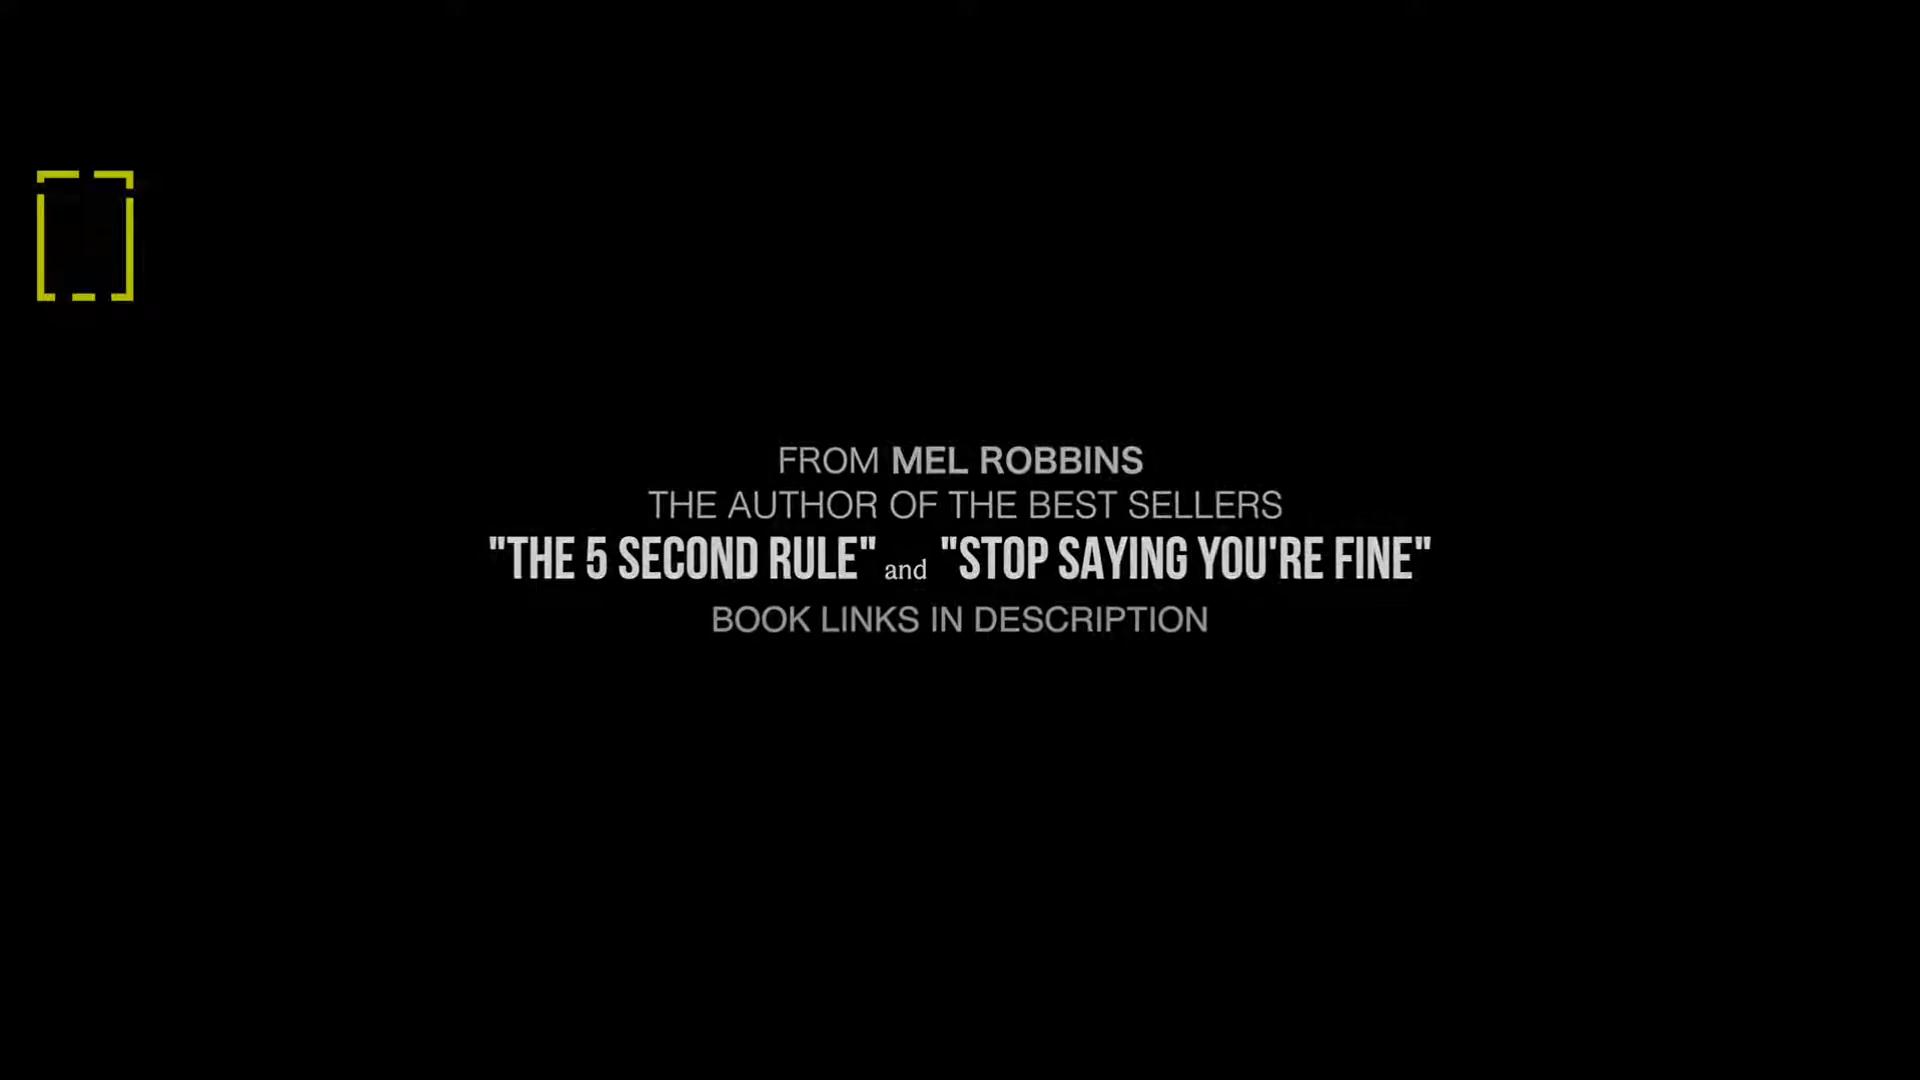 FROM MEL ROBBINS
THE AUTHOR OF THE BEST SELLERS
"THE 5 SECOND RULE" and "STOP SAYING YOU'RE FINE"
BOOK LINKS IN DESCRIPTION